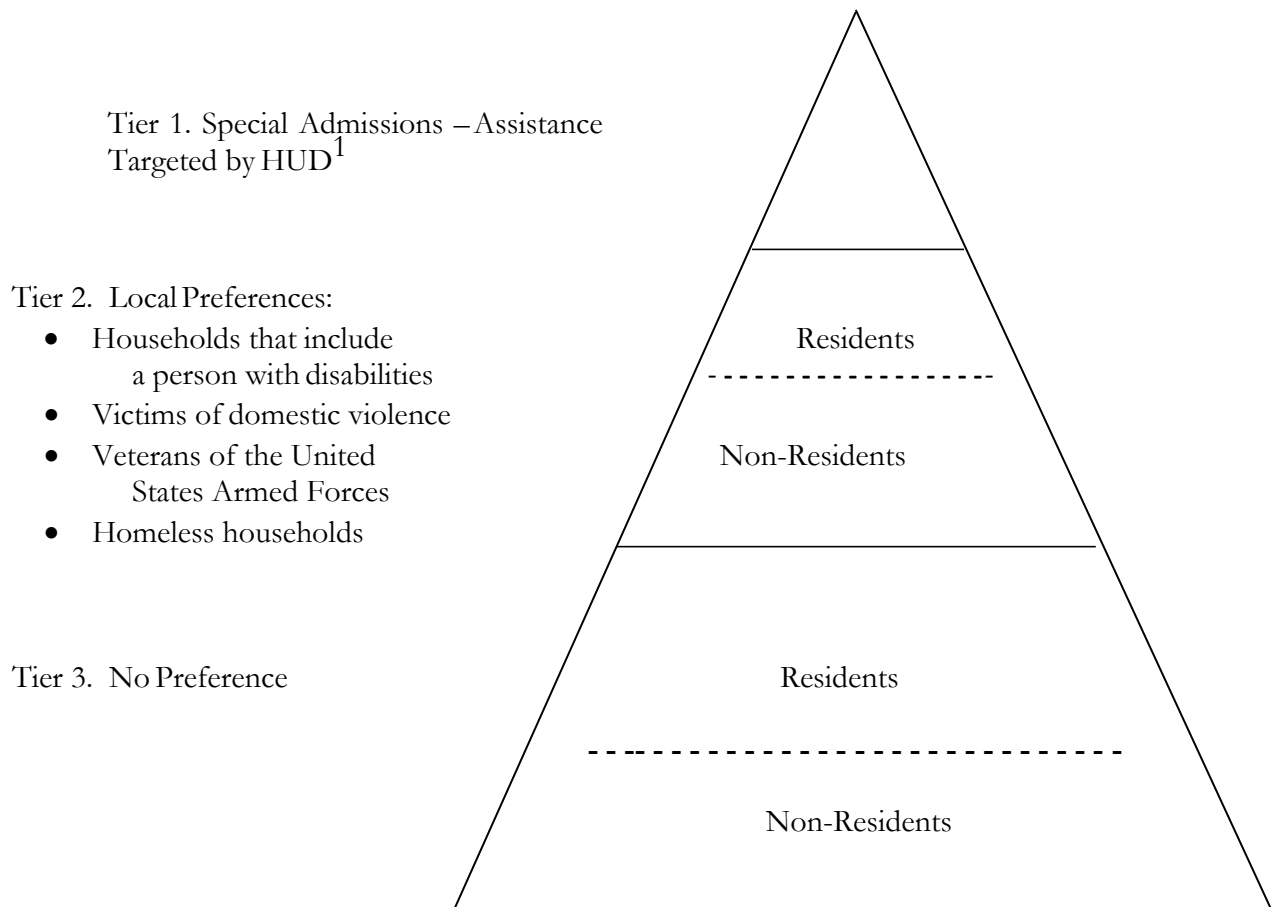 Tier 1. Special Admissions – Assistance
Targeted by HUD1
Tier 2. Local Preferences:
• Households that include
a person with disabilities
• Victims of domestic violence
• Veterans of the United
States Armed Forces
• Homeless households
Residents
Non-Residents
Tier 3. No Preference
Residents
Non-Residents